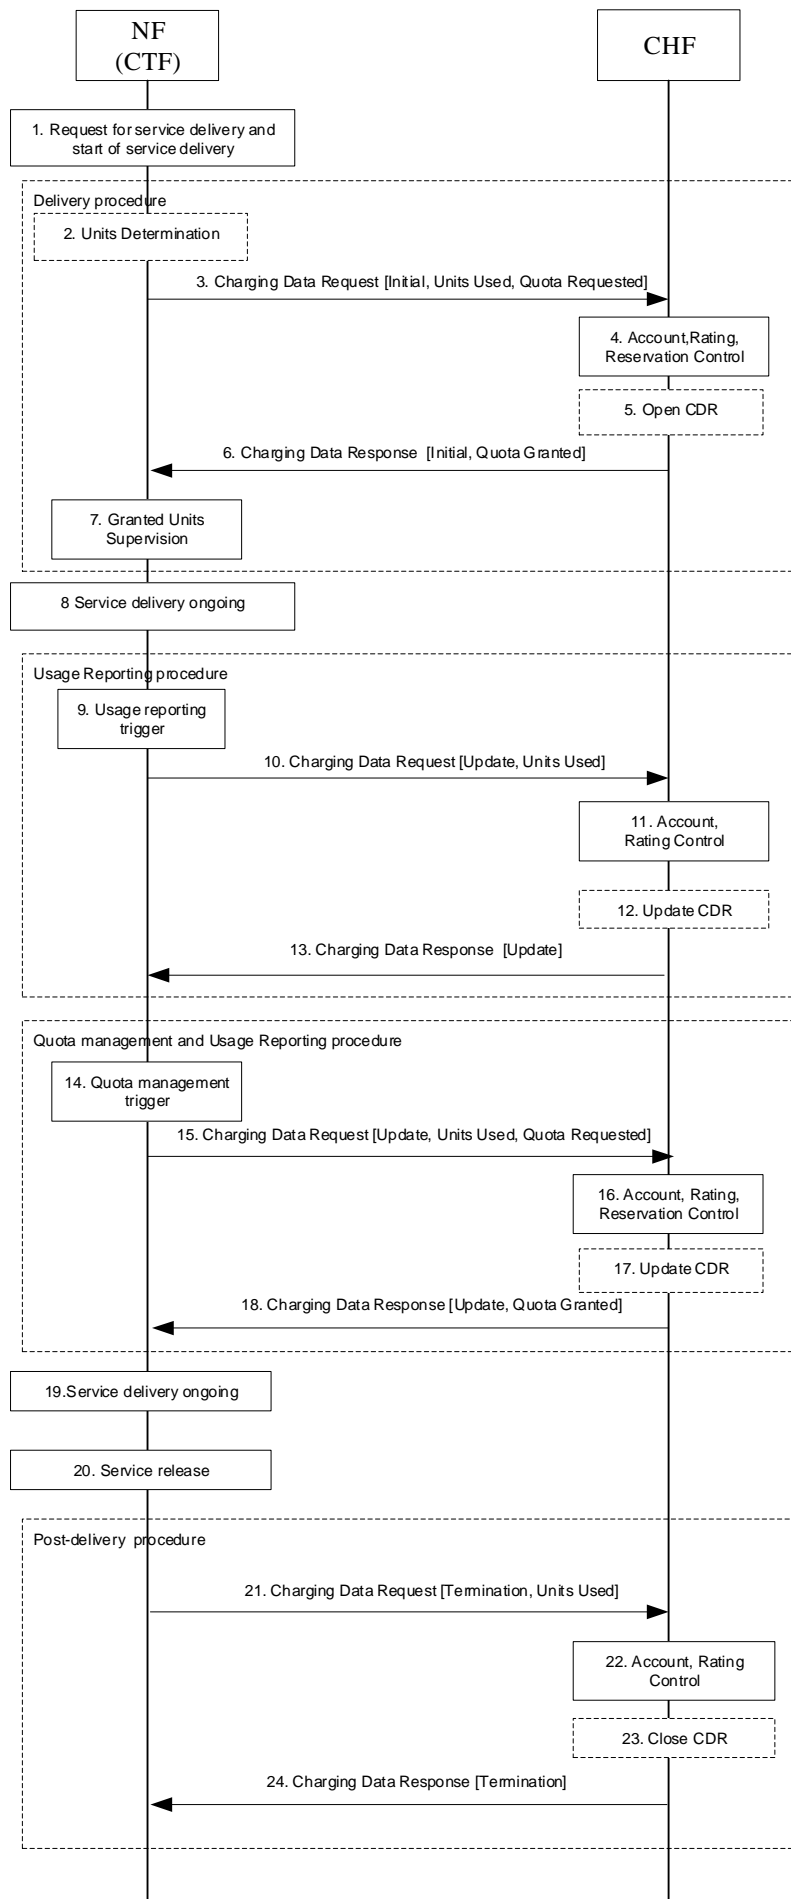 NF
(CTF)
CHF
1. Request for service delivery and
start of service delivery
Delivery procedure
2. Units Determination
3. Charging Data Request [Initial, Units Used, Quota Requested]
4. Account,Rating,
Reservation Control
5. Open CDR
6. Charging Data Response [Initial, Quota Granted]
7. Granted Units
Supervision
8 Service delivery ongoing
Usage Reporting procedure
9. Usage reporting
trigger
10. Charging Data Request [Update, Units Used]
11. Account,
Rating Control
12. Update CDR
13. Charging Data Response [Update]
Quota management and Usage Reporting procedure
14. Quota management
trigger
15. Charging Data Request [Update, Units Used, Quota Requested]
16. Account, Rating,
Reservation Control
17. Update CDR
18. Charging Data Response [Update, Quota Granted]
19.Service delivery ongoing
20. Service release
Post-delivery procedure
21. Charging Data Request [Termination, Units Used]
22. Account, Rating
Control
23. Close CDR
24. Charging Data Response [Termination]